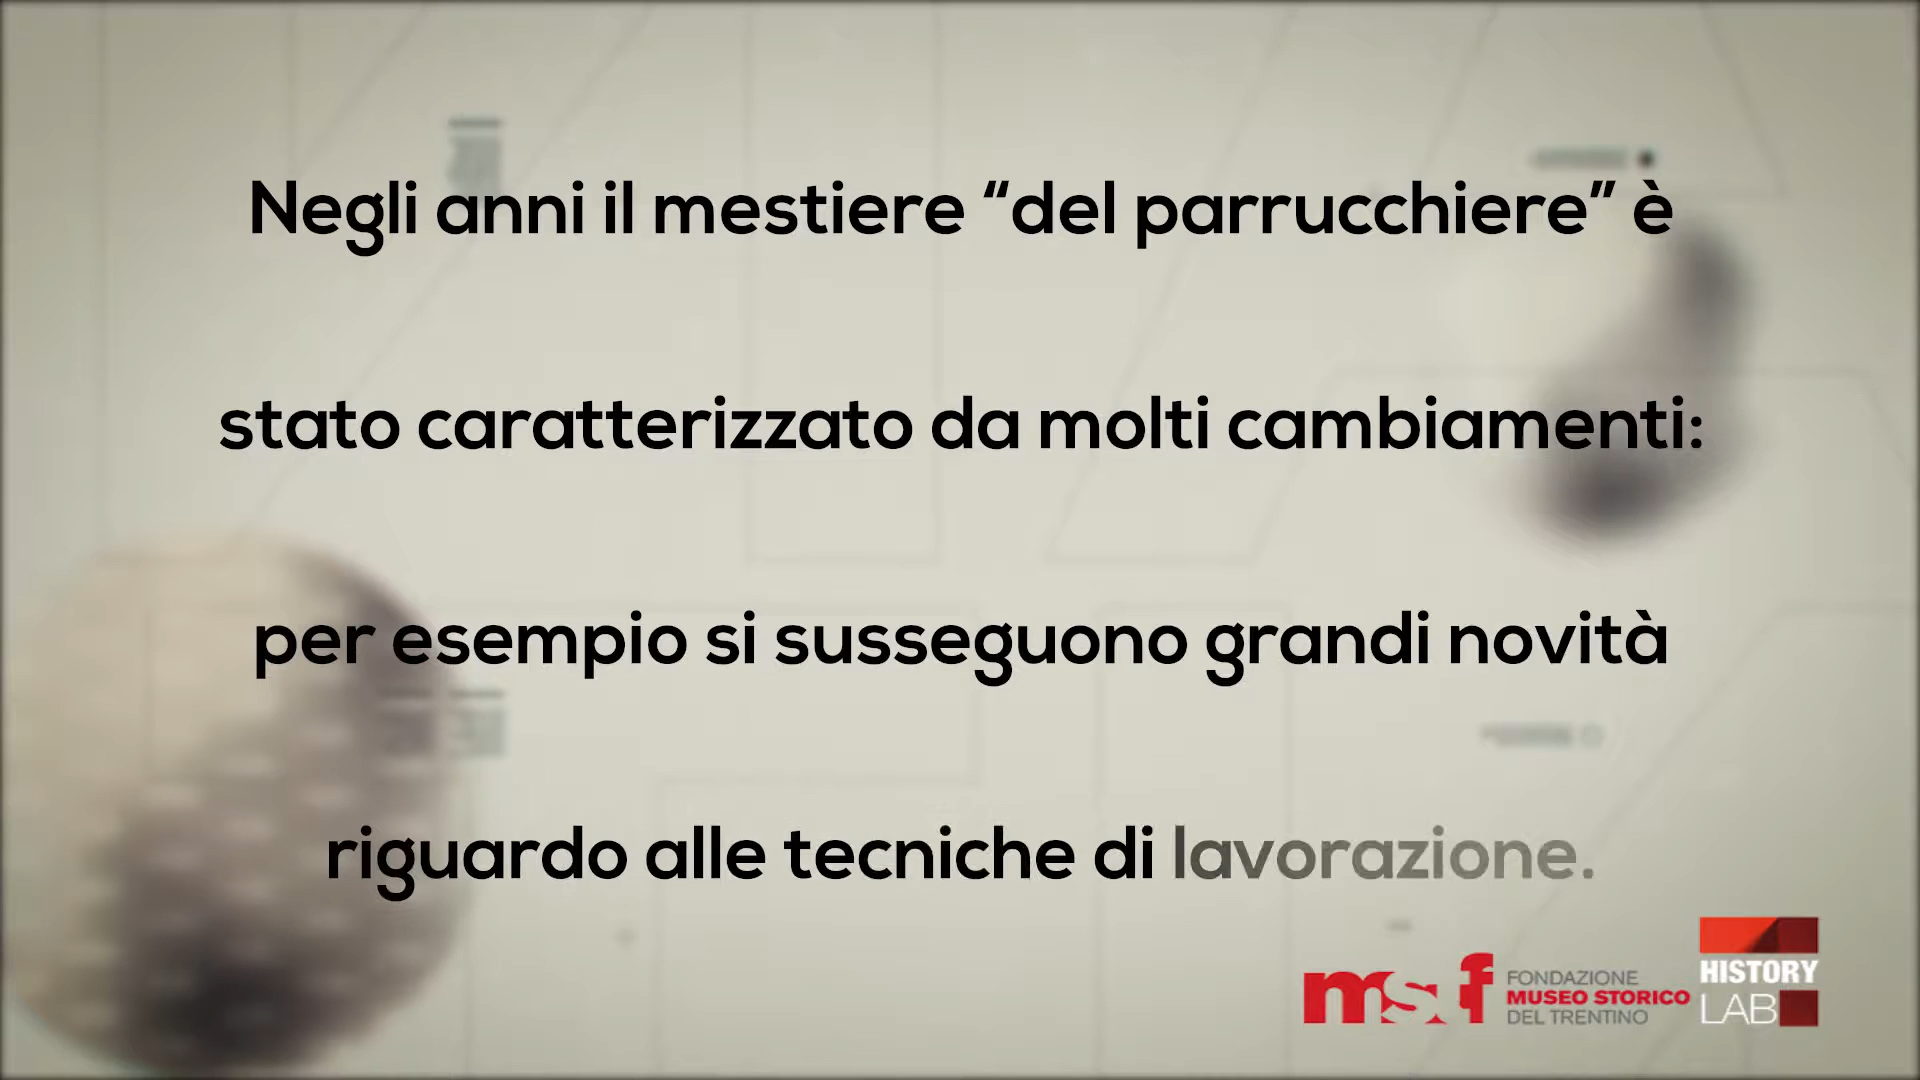 Negli anni il mestiere “del parrucchiere” è
stato caratterizzato da molti cambiamenti:
per esempio si susseguono grandi novità
riguardo alle tecniche di lavorazione.
msf
FONDAZIONE
MUSEO STORICO
DEL TRENTINO
HISTORY
LAB